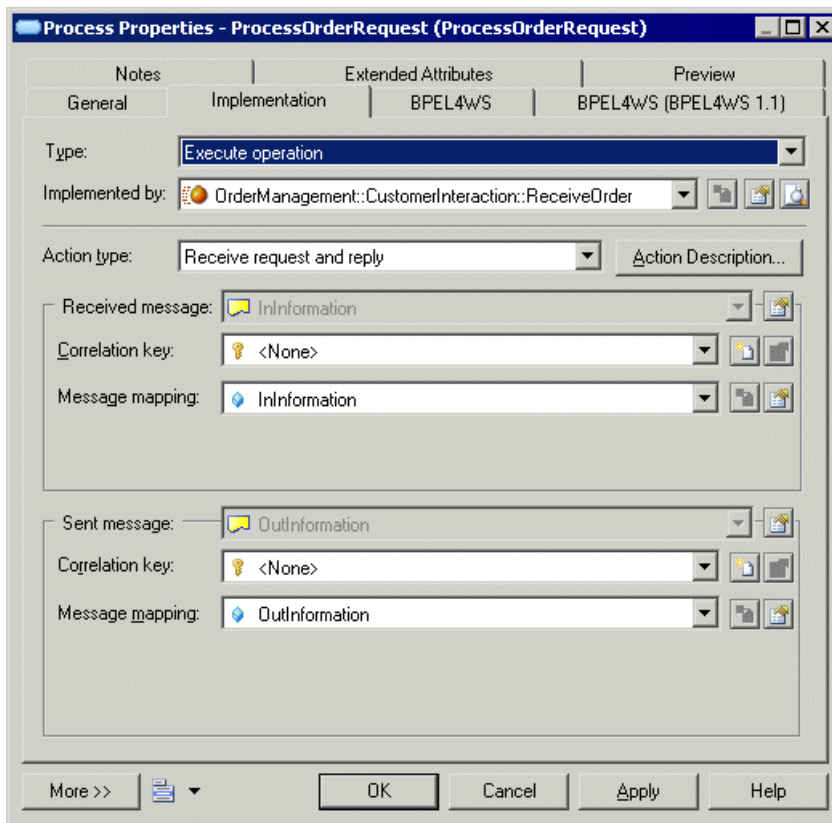 Process Properties - ProcessOrderRequest (ProcessOrderRequest)
Notes Extended Attributes Preview
General Implementation BPEL4WS BPEL4WS (BPEL4WS 1.1)
Type: Execute operation
Implemented by: OrderManagement::CustomerInteraction::ReceiveOrder
Action type: Receive request and reply Action Description...
Received message: InInformation
Correlation key: <None>
Message mapping: InInformation
Sent message: OutInformation
Correlation key: <None>
Message mapping: OutInformation
More >> OK Cancel Apply Help